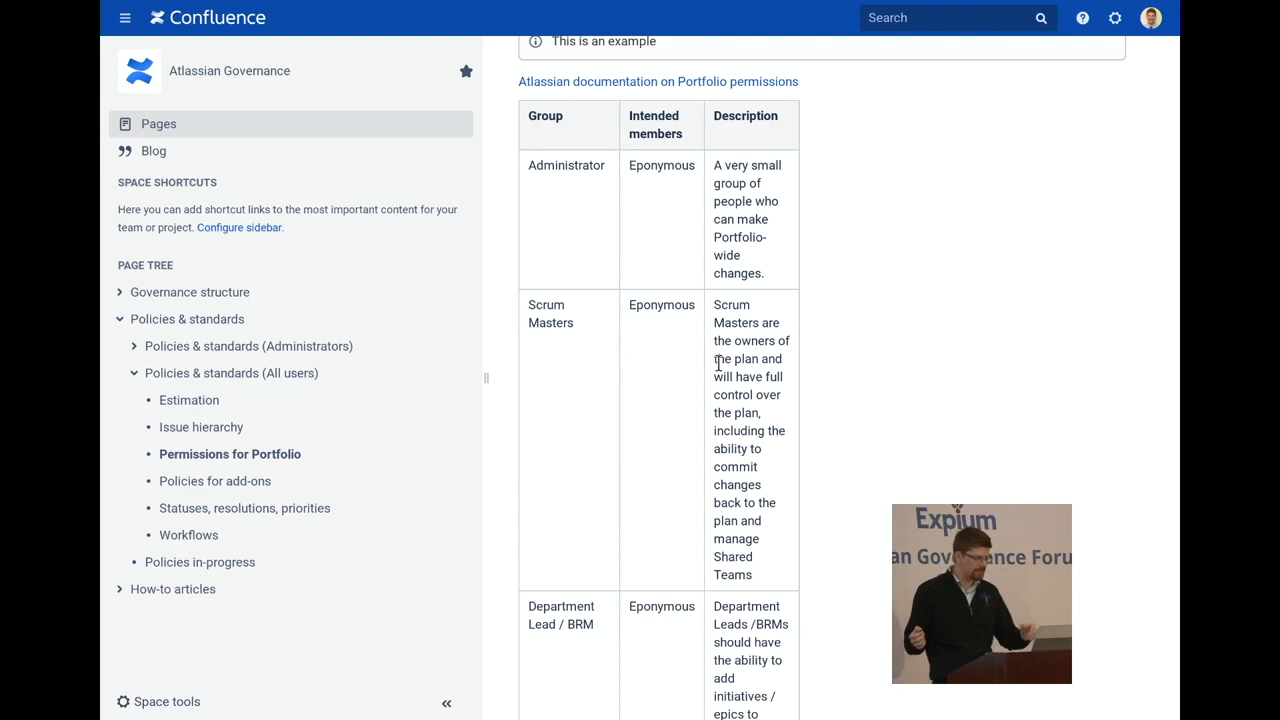 Confluence
Search
Atlassian Governance
Pages
Blog
SPACE SHORTCUTS
Here you can add shortcut links to the most important content for your
team or project. Configure sidebar.
PAGE TREE
Governance structure
Policies & standards
Policies & standards (Administrators)
Policies & standards (All users)
Estimation
Issue hierarchy
Permissions for Portfolio
Policies for add-ons
Statuses, resolutions, priorities
Workflows
Policies in-progress
How-to articles
Space tools
This is an example
Atlassian documentation on Portfolio permissions
Group
Intended
members
Description
Administrator
Eponymous
A very small
group of
people who
can make
Portfolio-
wide
changes.
Scrum
Masters
Eponymous
Scrum
Masters are
the owners of
the plan and
will have full
control over
the plan,
including the
ability to
commit
changes
back to the
plan and
manage
Shared
Teams
Department
Lead / BRM
Eponymous
Department
Leads /BRMs
should have
the ability to
add
initiatives /
epics to
Expium
an Gov nce Foru